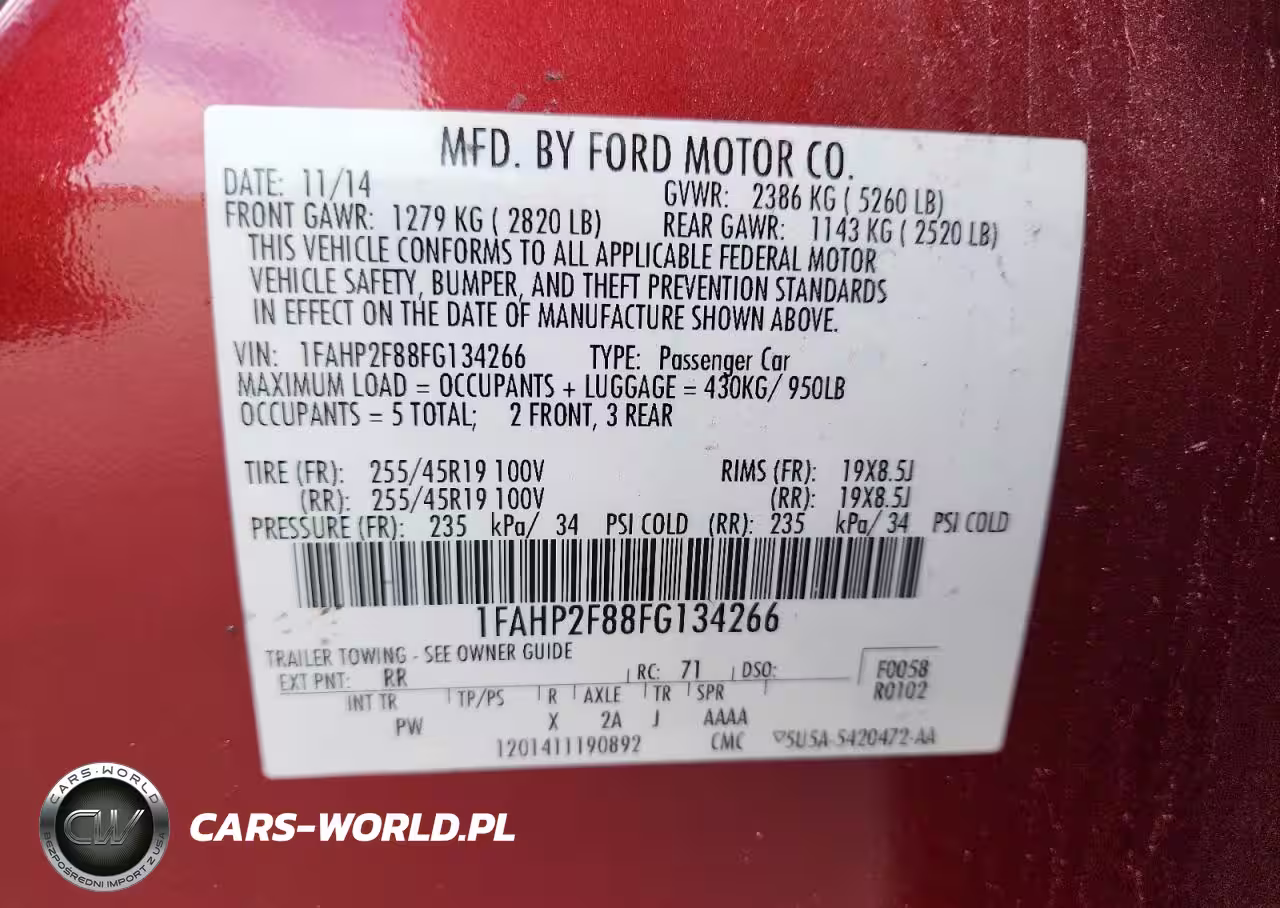 MFD. BY FORD MOTOR CO.
DATE: 11/14 GVWR: 2386 KG ( 5260 LB)
FRONT GAWR: 1279 KG ( 2820 LB) REAR GAWR: 1143 KG ( 2520 LB)
THIS VEHICLE CONFORMS TO ALL APPLICABLE FEDERAL MOTOR
VEHICLE SAFETY, BUMPER, AND THEFT PREVENTION STANDARDS
IN EFFECT ON THE DATE OF MANUFACTURE SHOWN ABOVE.
VIN: 1FAHP2F88FG134266 TYPE: Passenger Car
MAXIMUM LOAD = OCCUPANTS + LUGGAGE = 430KG/ 950LB
OCCUPANTS = 5 TOTAL; 2 FRONT, 3 REAR
TIRE (FR): 255/45R19 100V RIMS (FR): 19X8.5J
(RR): 255/45R19 100V (RR): 19X8.5J
PRESSURE (FR): 235 kPa/ 34 PSI COLD (RR): 235 kPa/ 34 PSI COLD
1FAHP2F88FG134266
TRAILER TOWING - SEE OWNER GUIDE
EXT PNT: RR RC: 71 DSO: F0058
R0102
INT TR TP/PS R AXLE TR SPR
PW X 2A J AAAA
1201411190892 CMC 5U5A-5420472-AA
CARS-WORLD
CW
BEZPOŚREDNI IMPORT Z USA
CARS-WORLD.PL